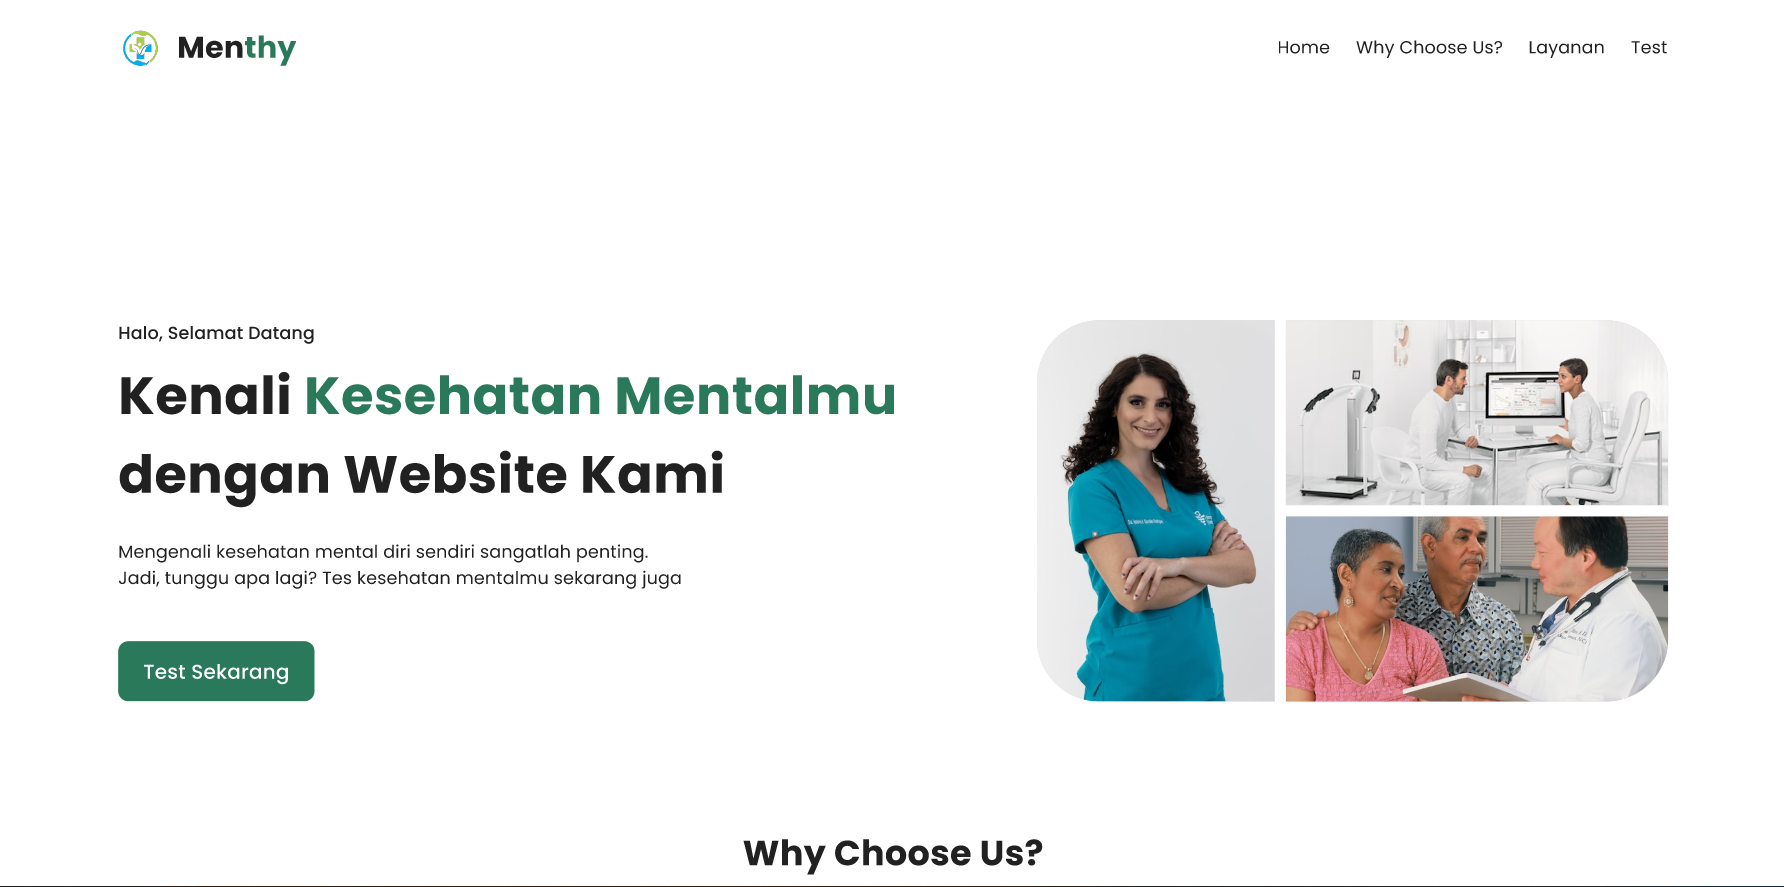 Menthy
Home Why Choose Us? Layanan Test
Halo, Selamat Datang
Kenali Kesehatan Mentalmu
dengan Website Kami
Mengenali kesehatan mental diri sendiri sangatlah penting.
Jadi, tunggu apa lagi? Tes kesehatan mentalmu sekarang juga
Test Sekarang
Why Choose Us?